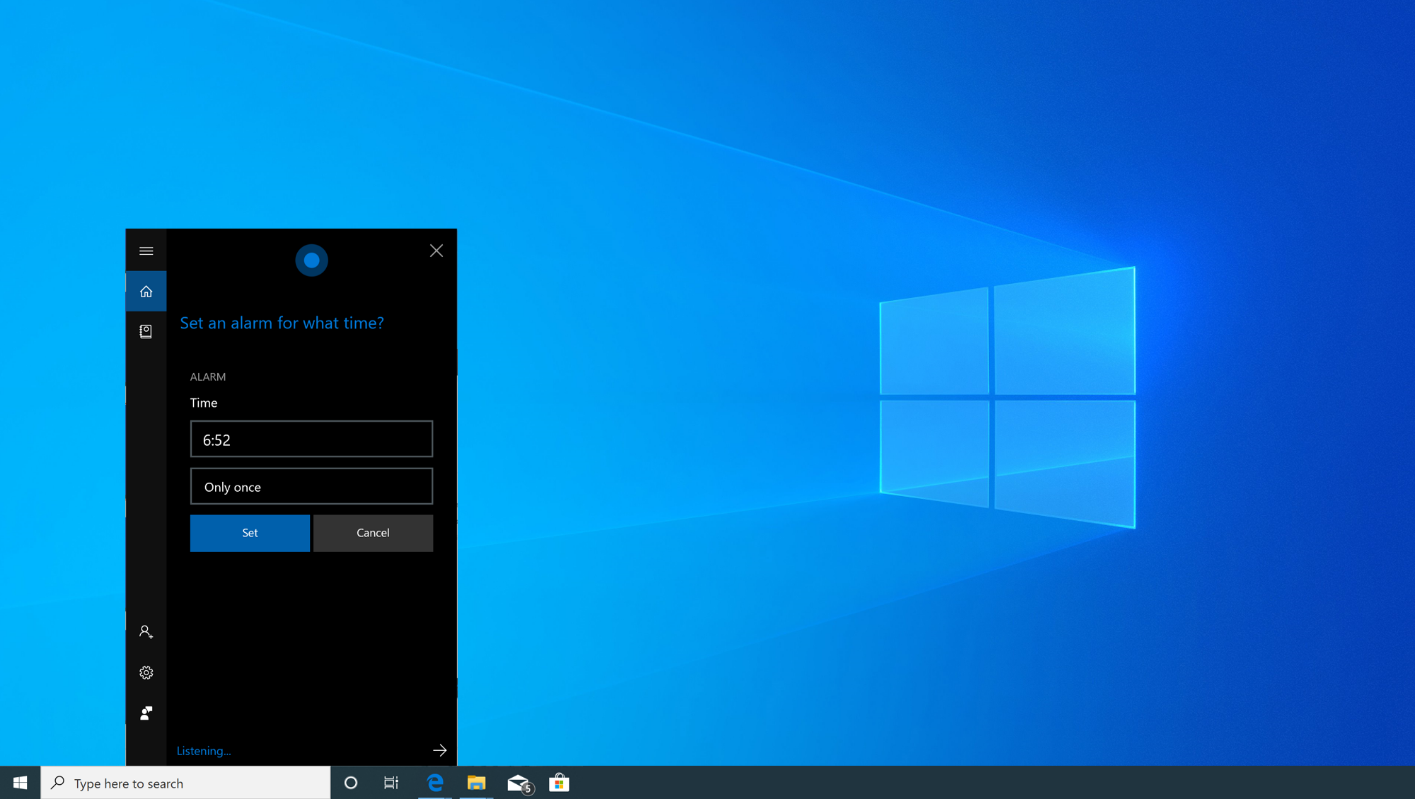 Set an alarm for what time?
ALARM
Time
6:52
Only once
Set Cancel
Listening...
Type here to search
5